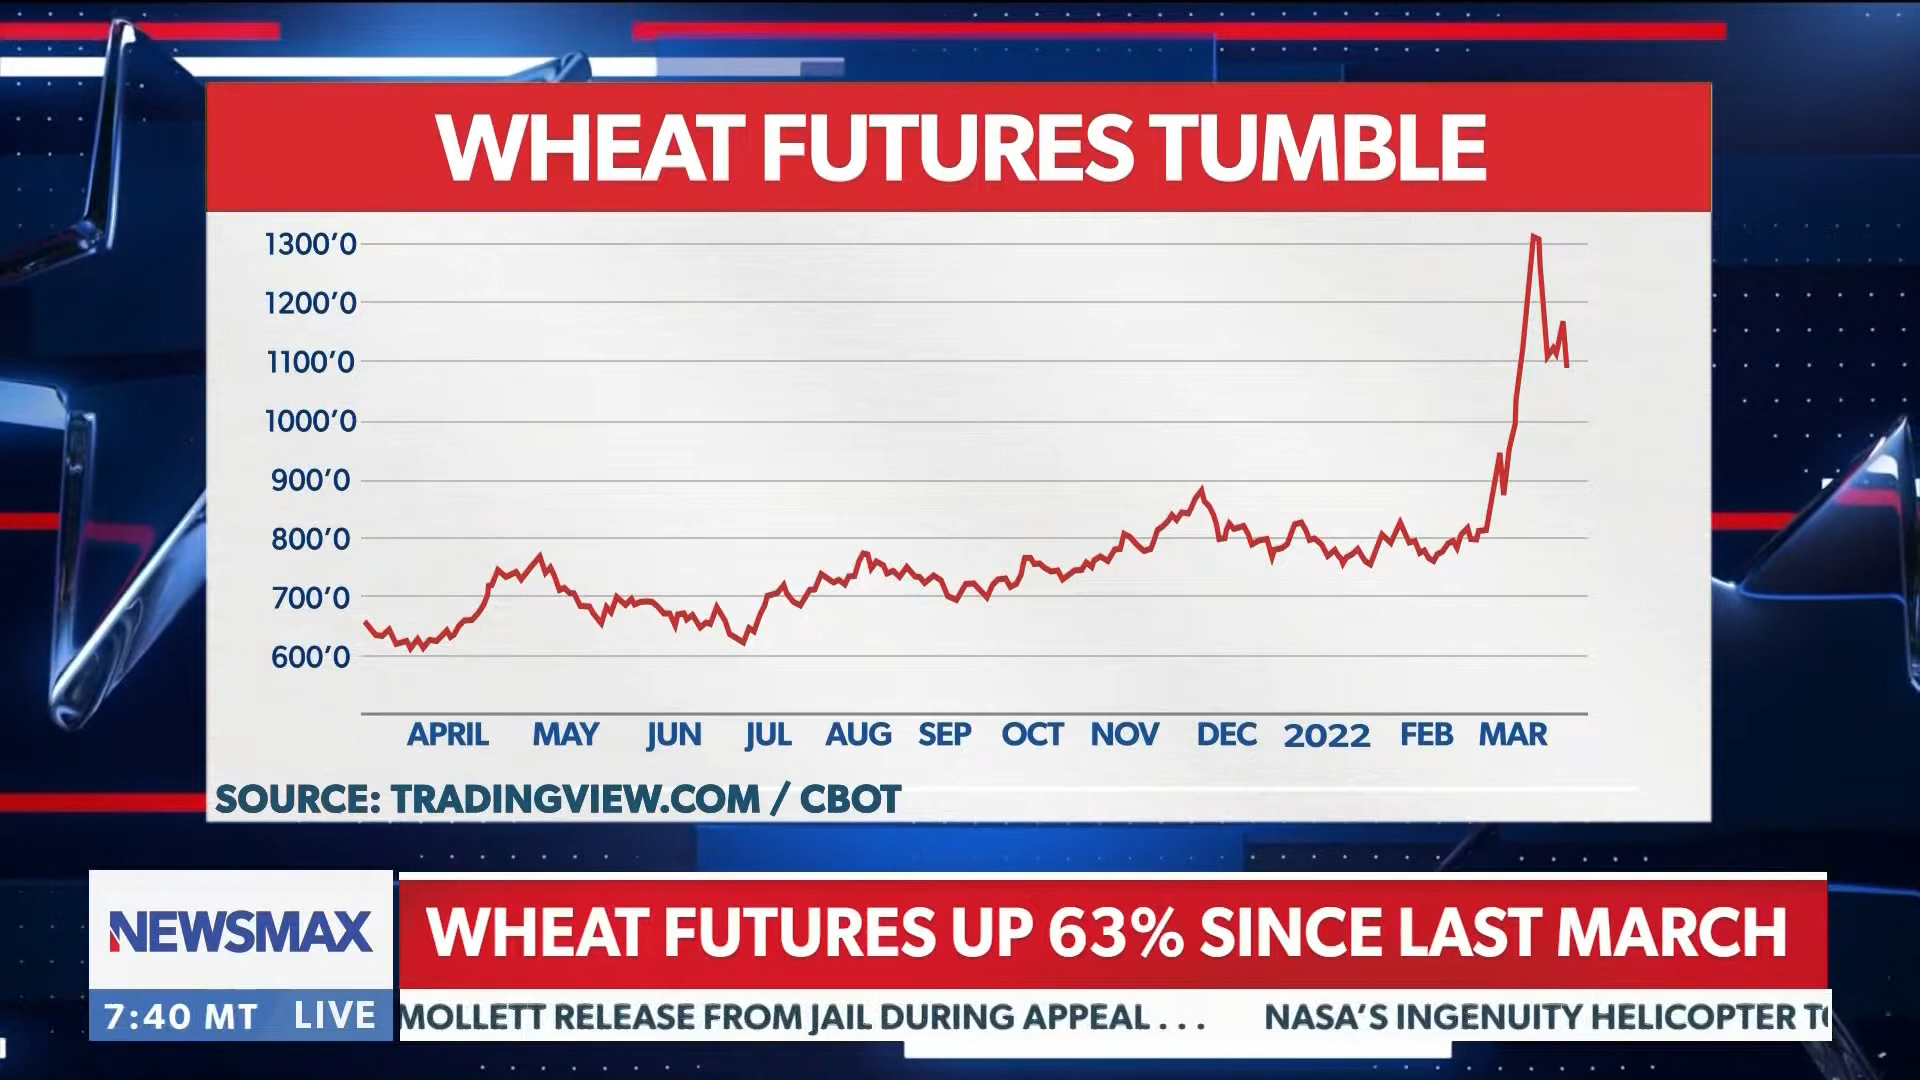 WHEAT FUTURES TUMBLE
1300'0
1200'0
1100'0
1000'0
900'0
800'0
700'0
600'0
APRIL MAY JUN JUL AUG SEP OCT NOV DEC 2022 FEB MAR
SOURCE: TRADINGVIEW.COM / CBOT
NEWSMAX
WHEAT FUTURES UP 63% SINCE LAST MARCH
7:40 MT LIVE
MOLLETT RELEASE FROM JAIL DURING APPEAL . . . NASA'S INGENUITY HELICOPTER